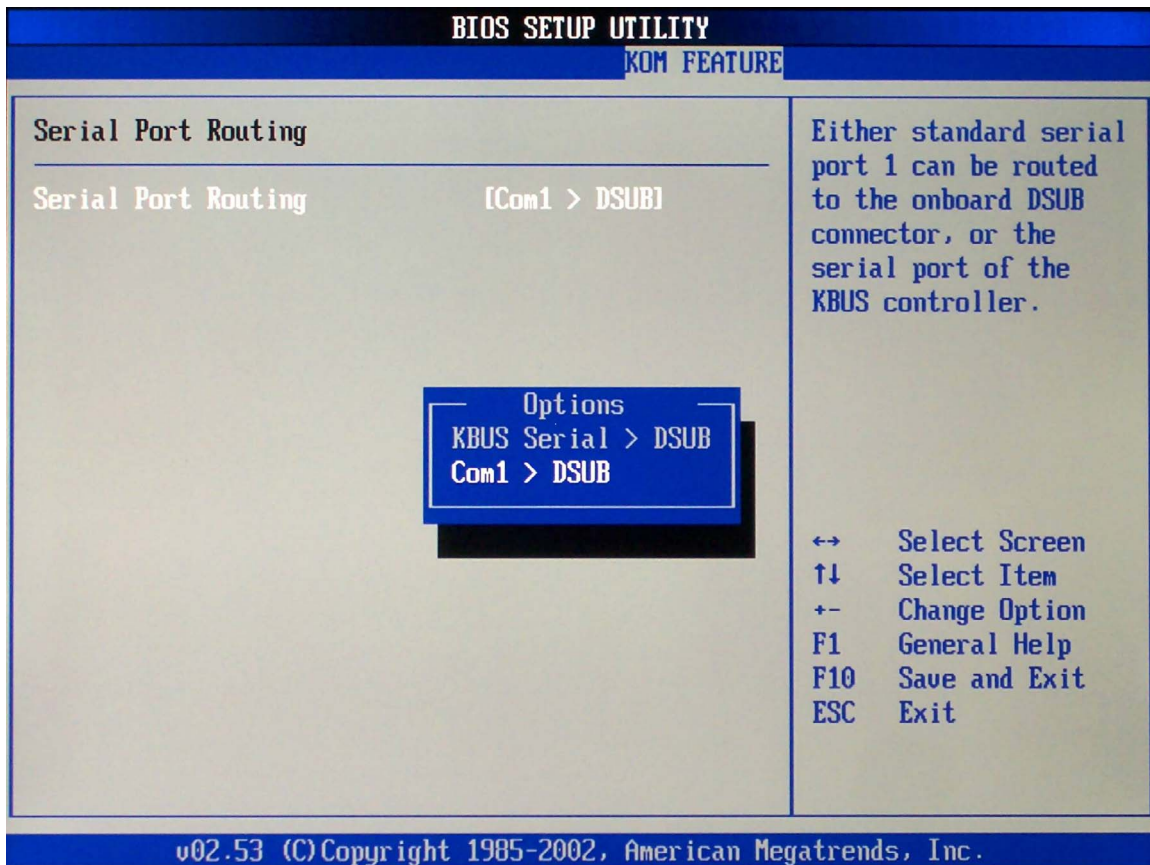 BIOS SETUP UTILITY
KOM FEATURE
Serial Port Routing
Serial Port Routing [Com1 > DSUB]
Options
KBUS Serial > DSUB
Com1 > DSUB
Either standard serial
port 1 can be routed
to the onboard DSUB
connector, or the
serial port of the
KBUS controller.
←→ Select Screen
↑↓ Select Item
+- Change Option
F1 General Help
F10 Save and Exit
ESC Exit
v02.53 (C)Copyright 1985-2002, American Megatrends, Inc.